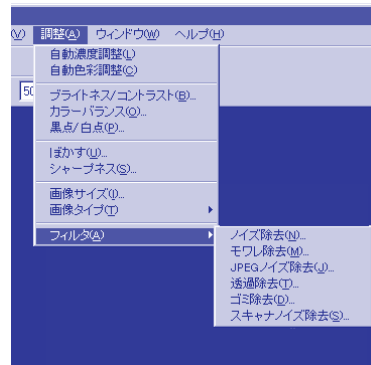 (V) 調整(A) ウィンドウ(W) ヘルプ(H)
自動濃度調整(L)
自動色彩調整(C)
50
ブライトネス/コントラスト(B)...
カラーバランス(O)...
黒点/白点(P)...
ぼかす(U)...
シャープネス(S)...
画像サイズ(I)...
画像タイプ(T)
フィルタ(A)
ノイズ除去(N)...
モワレ除去(M)...
JPEGノイズ除去(J)...
透過除去(T)...
ゴミ除去(D)...
スキャナノイズ除去(S)...